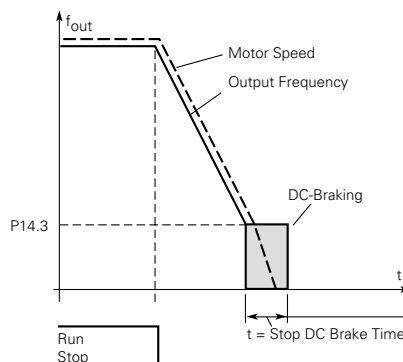 fout
Motor Speed
Output Frequency
DC-Braking
P14.3
t
t = Stop DC Brake Time
Run
Stop